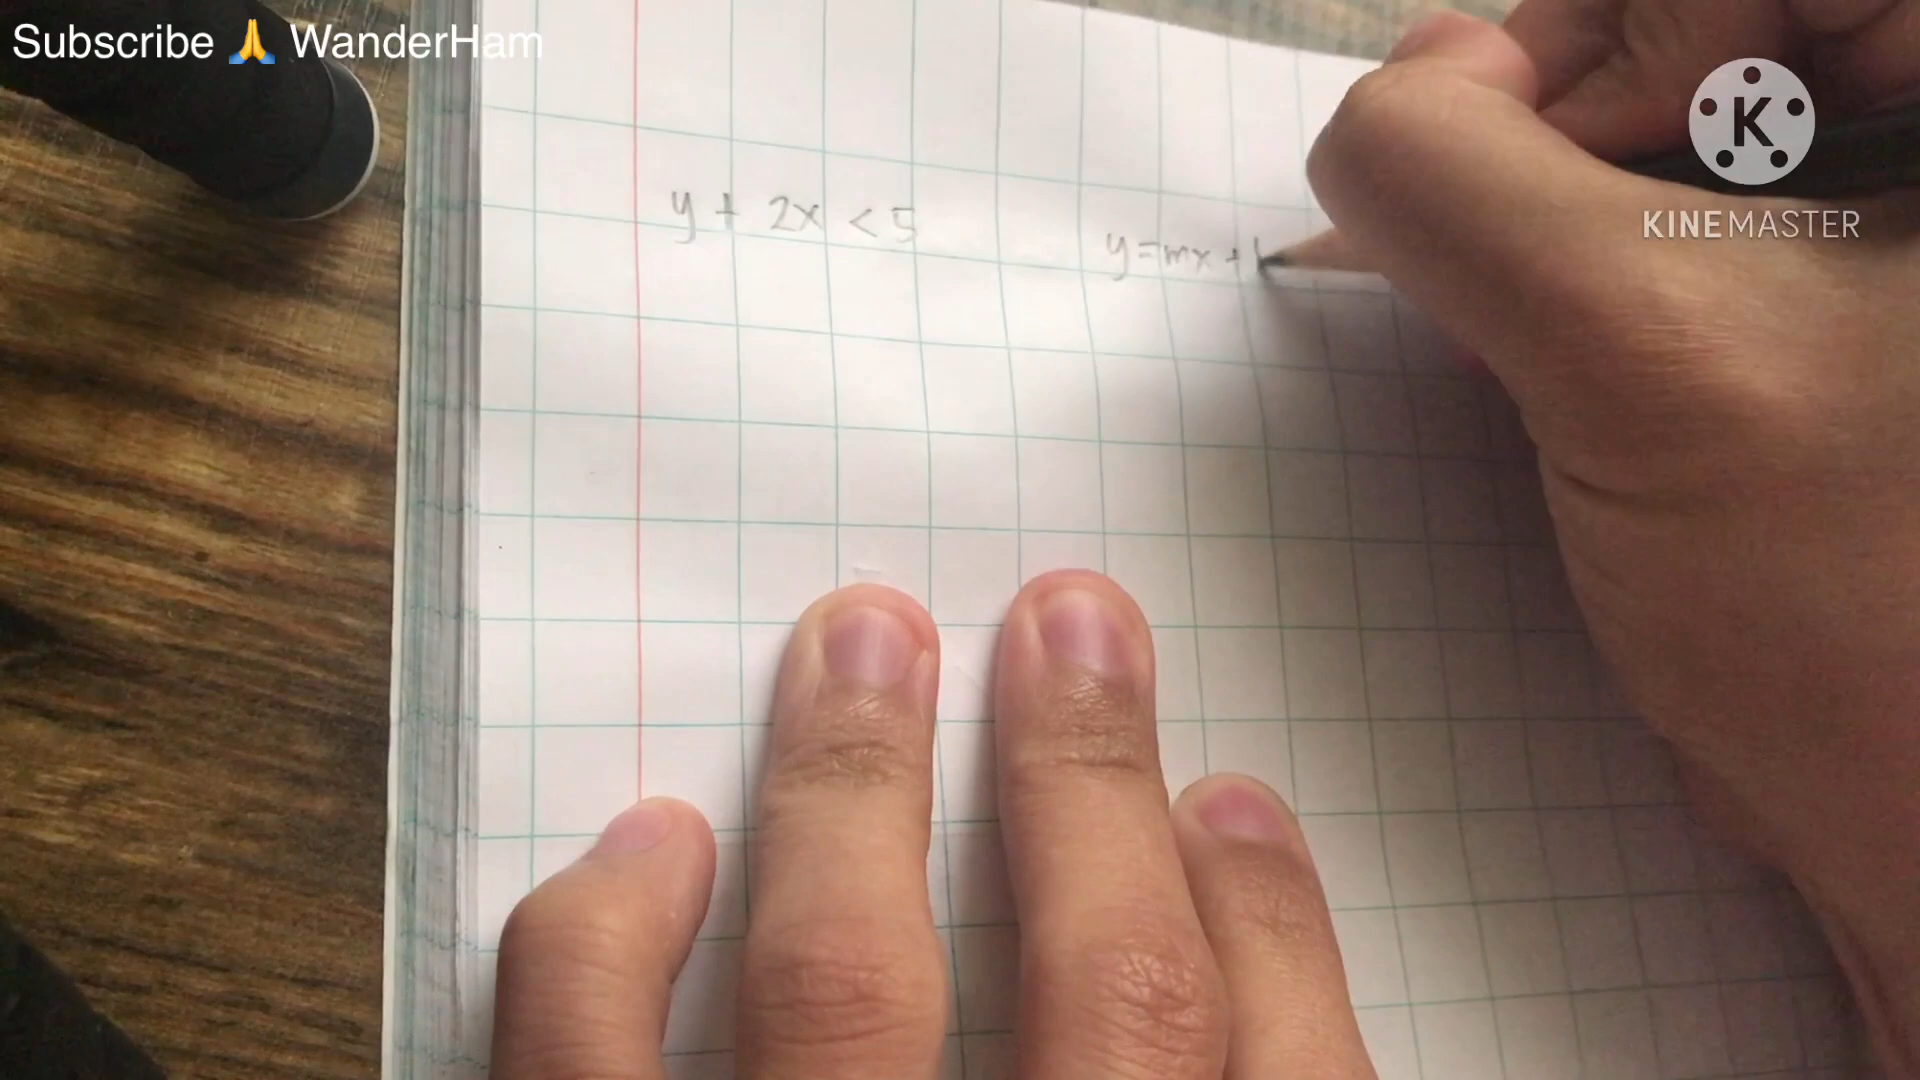 Subscribe 🙏 WanderHam
K
KINEMASTER
y + 2x < 5
y = mx + b